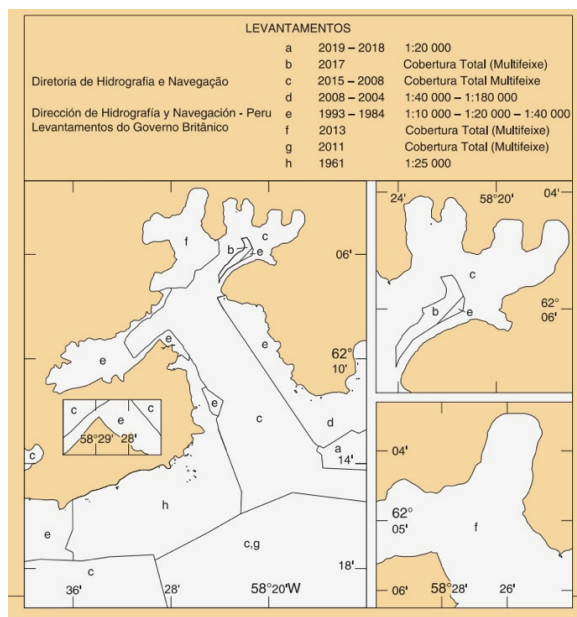 LEVANTAMENTOS
a 2019 – 2018 1:20 000
b 2017 Cobertura Total (Multifeixe)
Diretoria de Hidrografia e Navegação c 2015 – 2008 Cobertura Total Multifeixe
d 2008 – 2004 1:40 000 – 1:180 000
Dirección de Hidrografía y Navegación - Peru e 1993 – 1984 1:10 000 – 1:20 000 – 1:40 000
Levantamentos do Governo Britânico f 2013 Cobertura Total (Multifeixe)
g 2011 Cobertura Total (Multifeixe)
h 1961 1:25 000
f
b
c
e
06'
e
e
e
62°
10'
e
c
d
a
14'
c
c
e
58°29' 28'
c
h
e
c,g
c
18'
36' 28' 58°20'W
24' 58°20' 04'
c
b
e
62°
06'
04'
62°
05'
f
06' 58°28' 26'